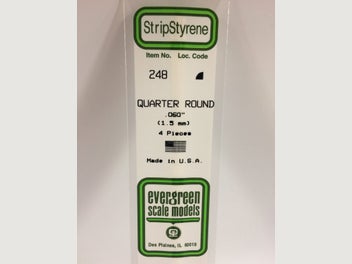 StripStyrene
Item No. Loc. Code
248
QUARTER ROUND
.060"
(1.5 mm)
4 Pieces
Made in U.S.A.
evergreen
scale models
Des Plaines, IL 60018